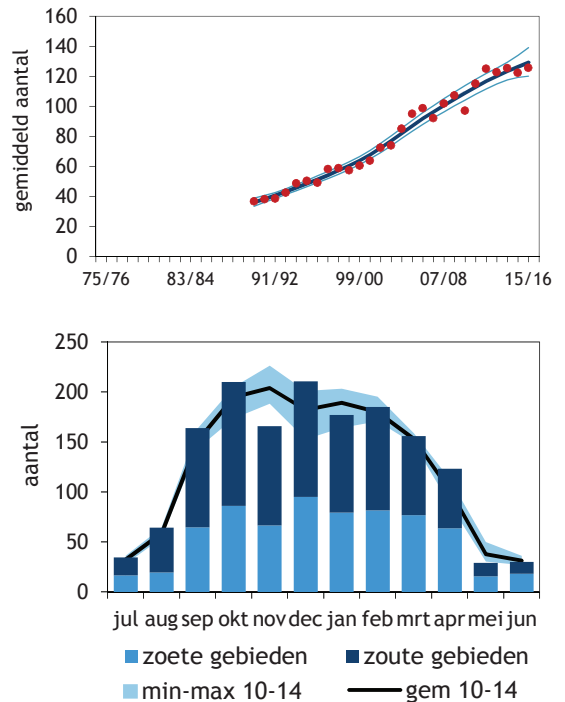 160
140
120
100
80
60
40
20
0
gemiddeld aantal
75/76 83/84 91/92 99/00 07/08 15/16
250
200
150
100
50
0
aantal
jul aug sep okt nov dec jan feb mrt apr mei jun
zoete gebieden zoute gebieden
min-max 10-14 gem 10-14